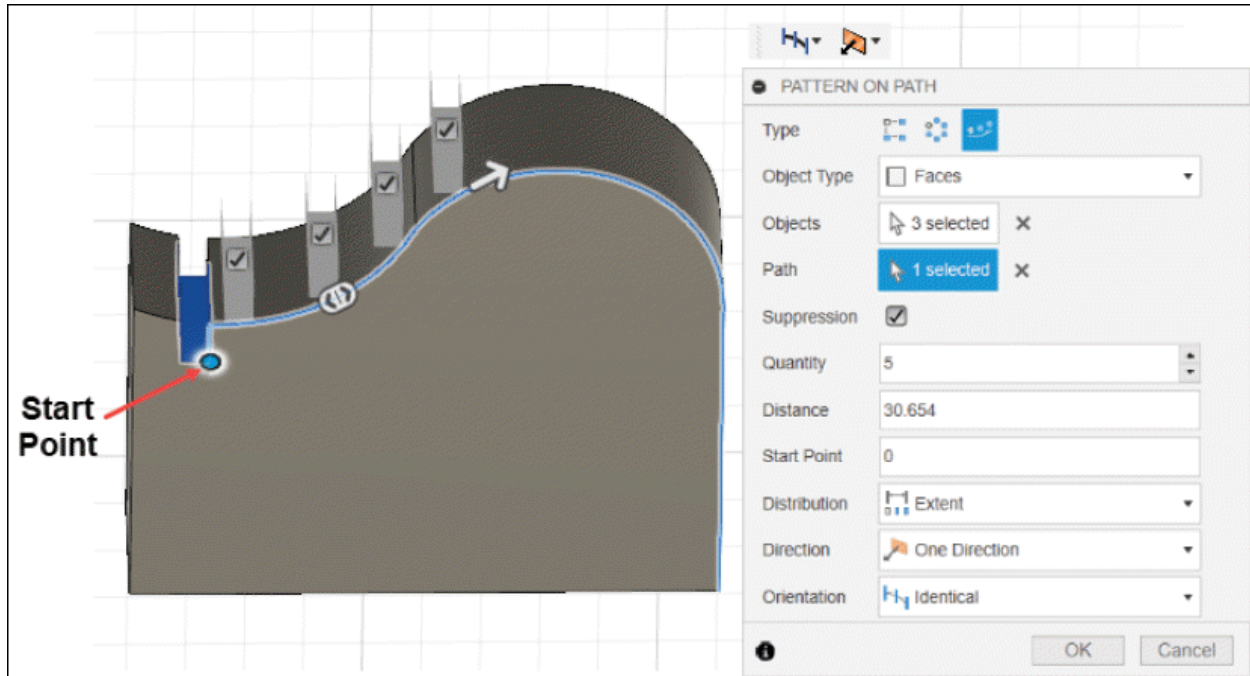 PATTERN ON PATH
Type
Object Type Faces
Objects 3 selected
Path 1 selected
Suppression
Quantity 5
Distance 30.654
Start Point 0
Distribution Extent
Direction One Direction
Orientation Identical
OK Cancel
Start
Point